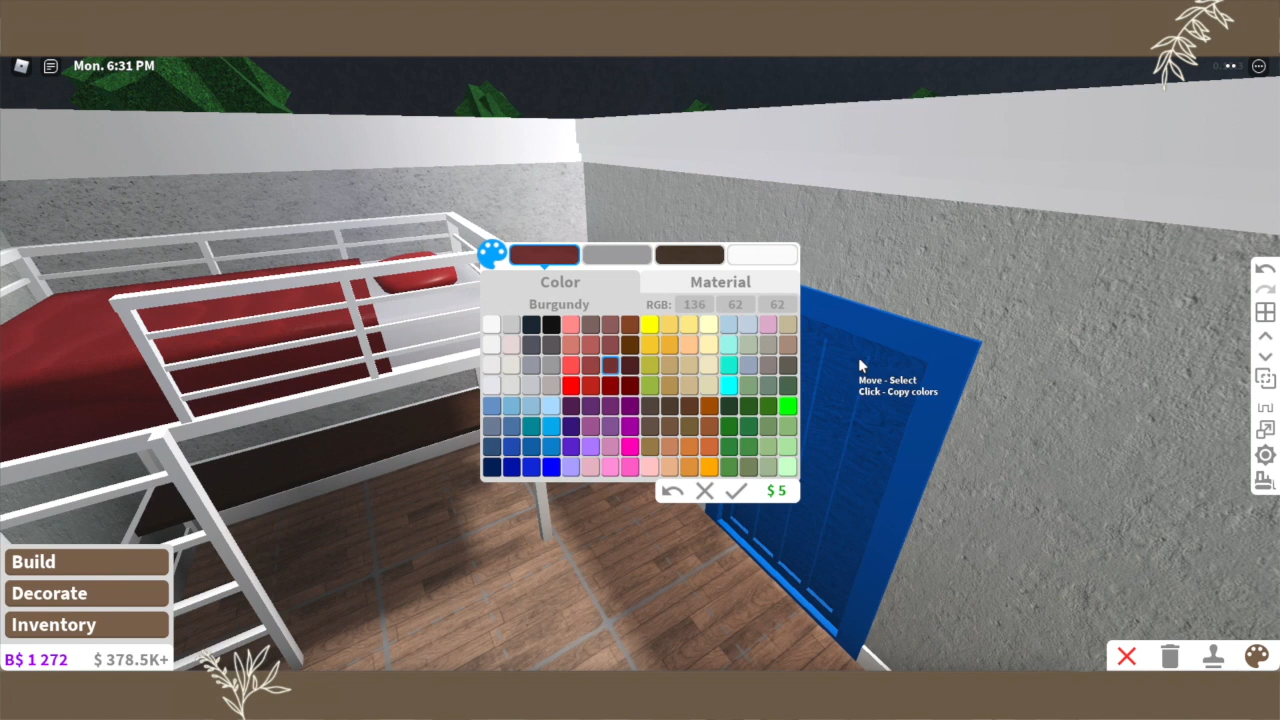 Mon. 6:31 PM
Color
Material
Burgundy
RGB: 136 62 62
Move - Select
Click - Copy colors
$ 5
Build
Decorate
Inventory
B$ 1 272 $ 378.5K+